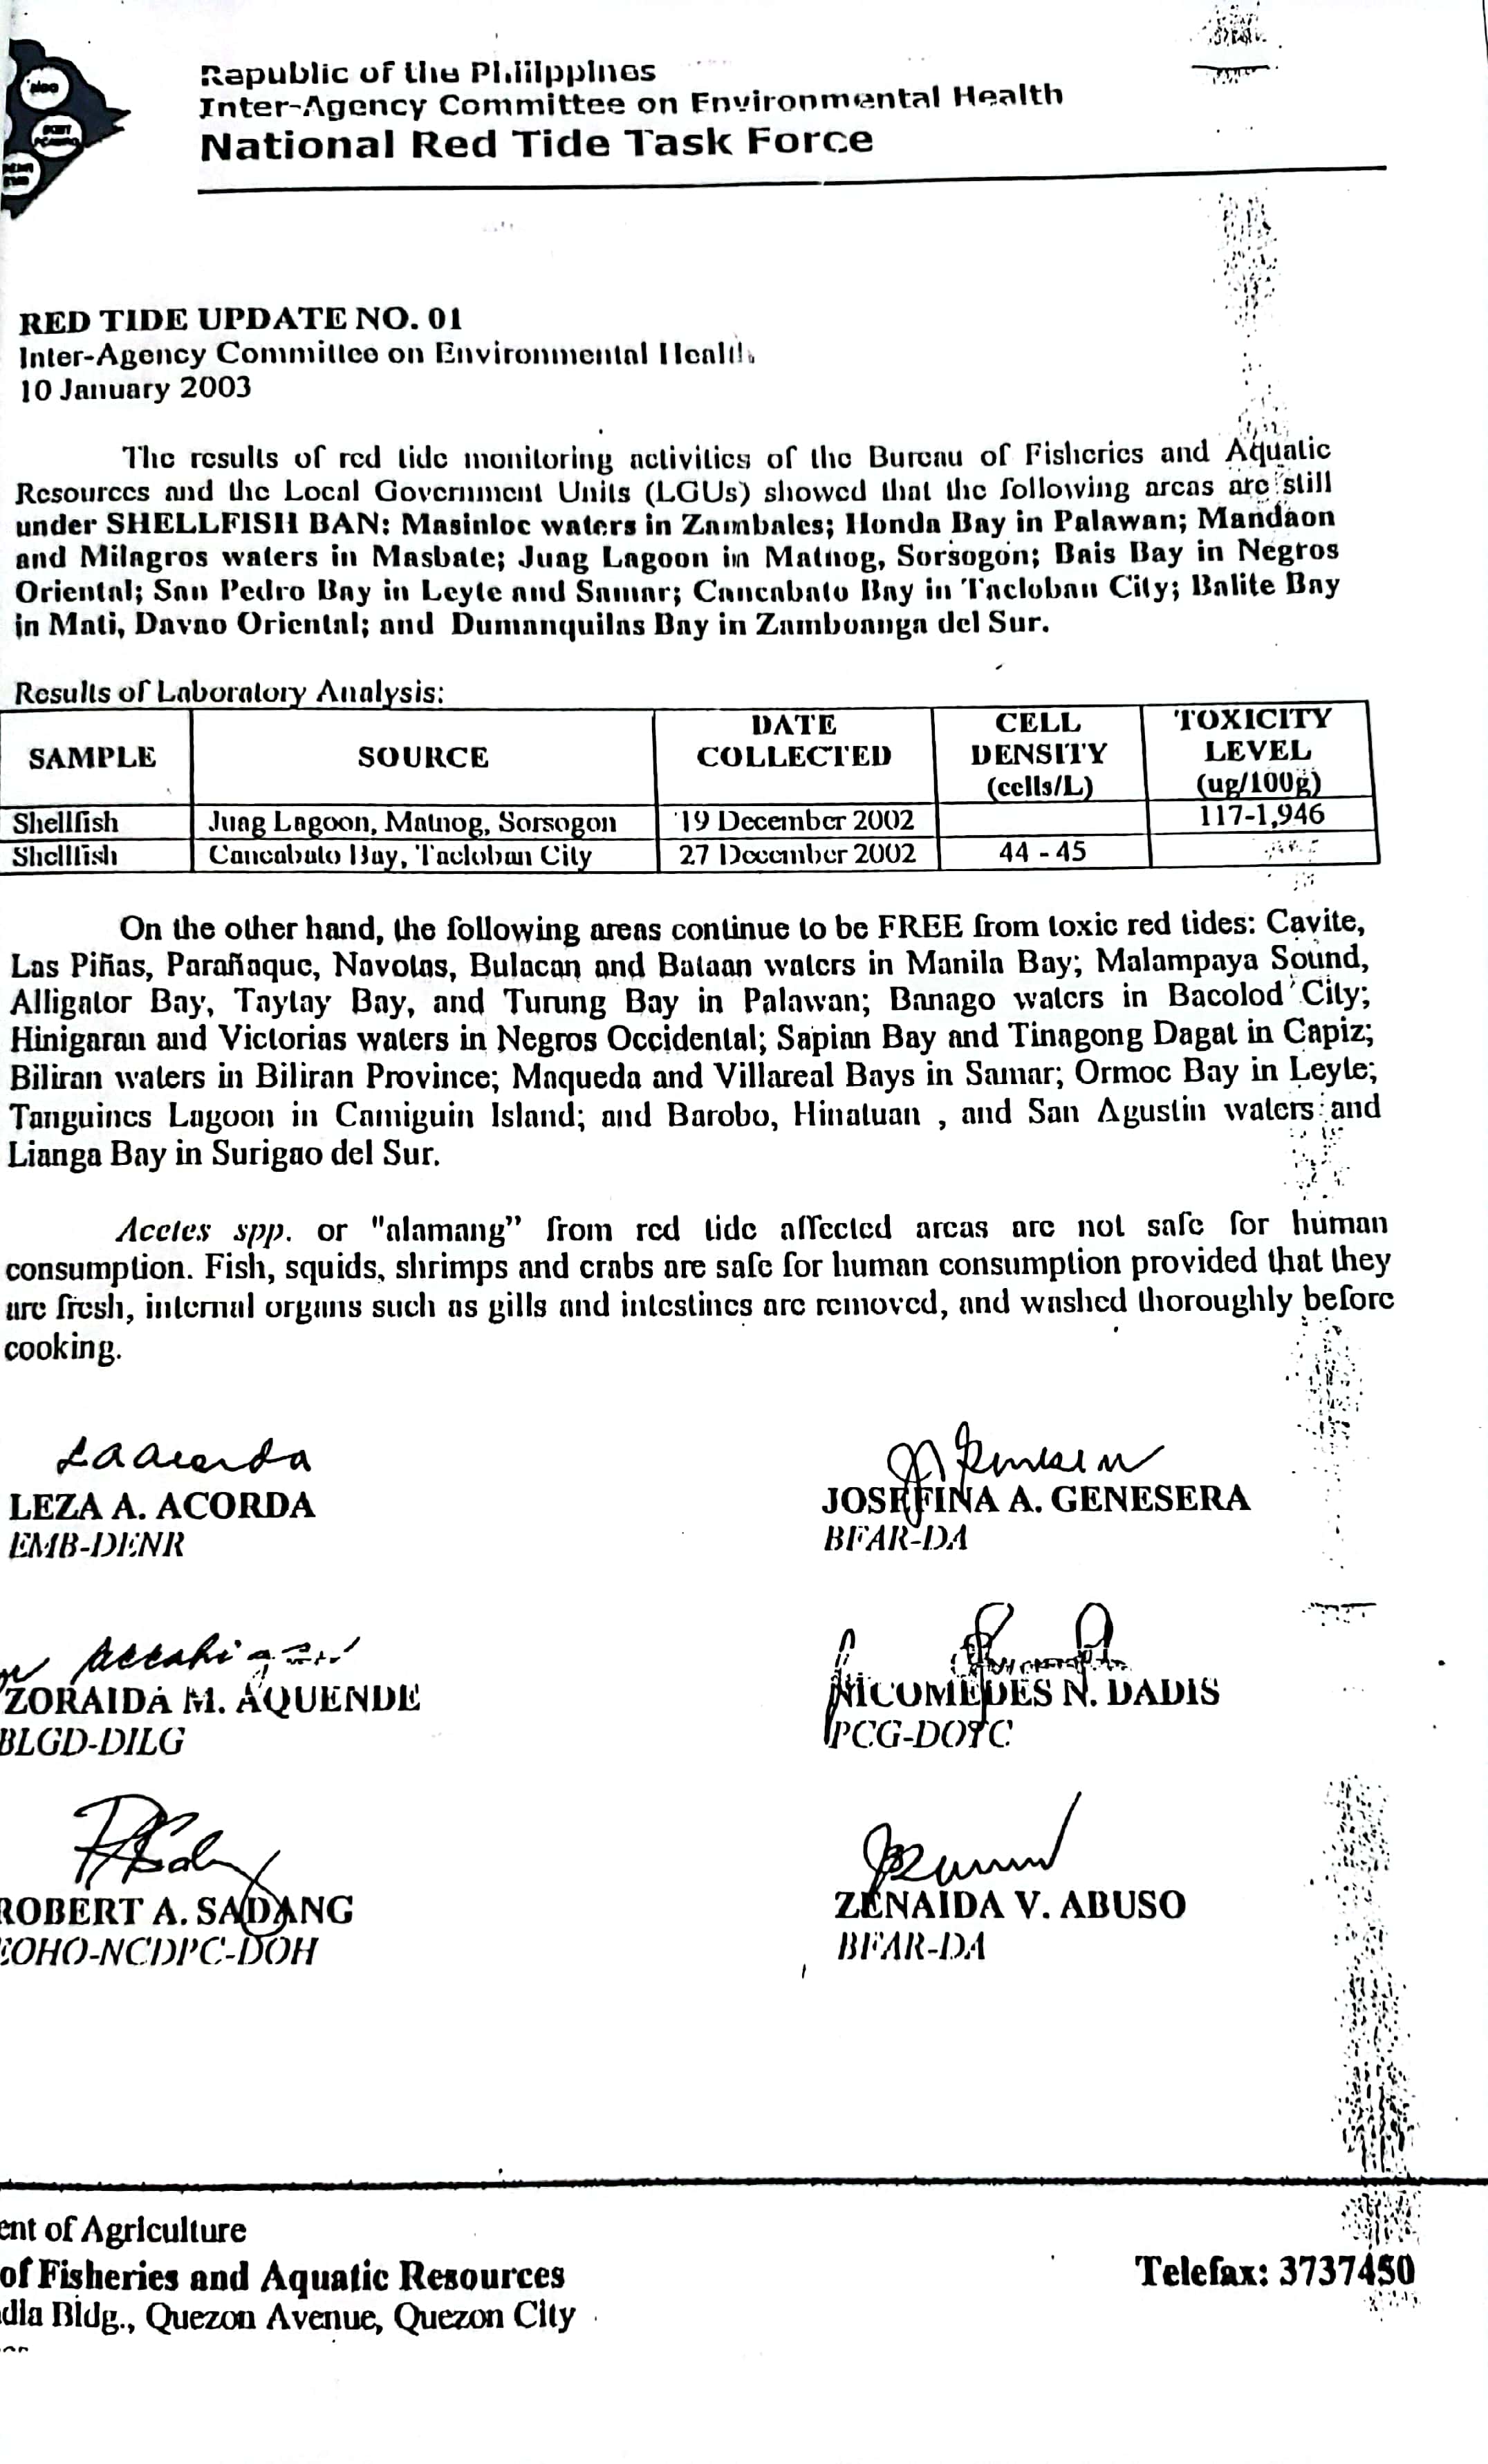 Republic of the Philippines
Inter-Agency Committee on Environmental Health
National Red Tide Task Force
RED TIDE UPDATE NO. 01
Inter-Agency Committee on Environmental Health
10 January 2003
The results of red tide monitoring activities of the Bureau of Fisheries and Aquatic
Resources and the Local Government Units (LGUs) showed that the following areas are still
under SHELLFISH BAN: Masinloc waters in Zambales; Honda Bay in Palawan; Mandaon
and Milagros waters in Masbate; Juag Lagoon in Matnog, Sorsogon; Bais Bay in Negros
Oriental; San Pedro Bay in Leyte and Samar; Cancabato Bay in Tacloban City; Balite Bay
in Mati, Davao Oriental; and Dumanquilas Bay in Zamboanga del Sur.
Results of Laboratory Analysis:
SAMPLE SOURCE DATE COLLECTED CELL DENSITY (cells/L) TOXICITY LEVEL (ug/100g)
Shellfish Juag Lagoon, Matnog, Sorsogon 19 December 2002 117-1,946
Shellfish Cancabato Bay, Tacloban City 27 December 2002 44 - 45
On the other hand, the following areas continue to be FREE from toxic red tides: Cavite,
Las Piñas, Parañaque, Navotas, Bulacan and Bataan waters in Manila Bay; Malampaya Sound,
Alligator Bay, Taytay Bay, and Turung Bay in Palawan; Banago waters in Bacolod City;
Hinigaran and Victorias waters in Negros Occidental; Sapian Bay and Tinagong Dagat in Capiz;
Biliran waters in Biliran Province; Maqueda and Villareal Bays in Samar; Ormoc Bay in Leyte;
Tanguines Lagoon in Camiguin Island; and Barobo, Hinatuan , and San Agustin waters and
Lianga Bay in Surigao del Sur.
Acetes spp. or "alamang" from red tide affected areas are not safe for human
consumption. Fish, squids, shrimps and crabs are safe for human consumption provided that they
are fresh, internal organs such as gills and intestines are removed, and washed thoroughly before
cooking.
LEZA A. ACORDA JOSEFINA A. GENESERA
EMB-DENR BFAR-DA
ZORAIDA M. AQUENDE NICOMEDES N. DADIS
BLGD-DILG PCG-DOTC
ROBERT A. SADANG ZENAIDA V. ABUSO
EOHO-NCDPC-DOH BFAR-DA
ent of Agriculture
of Fisheries and Aquatic Resources Telefax: 3737450
dla Bldg., Quezon Avenue, Quezon City